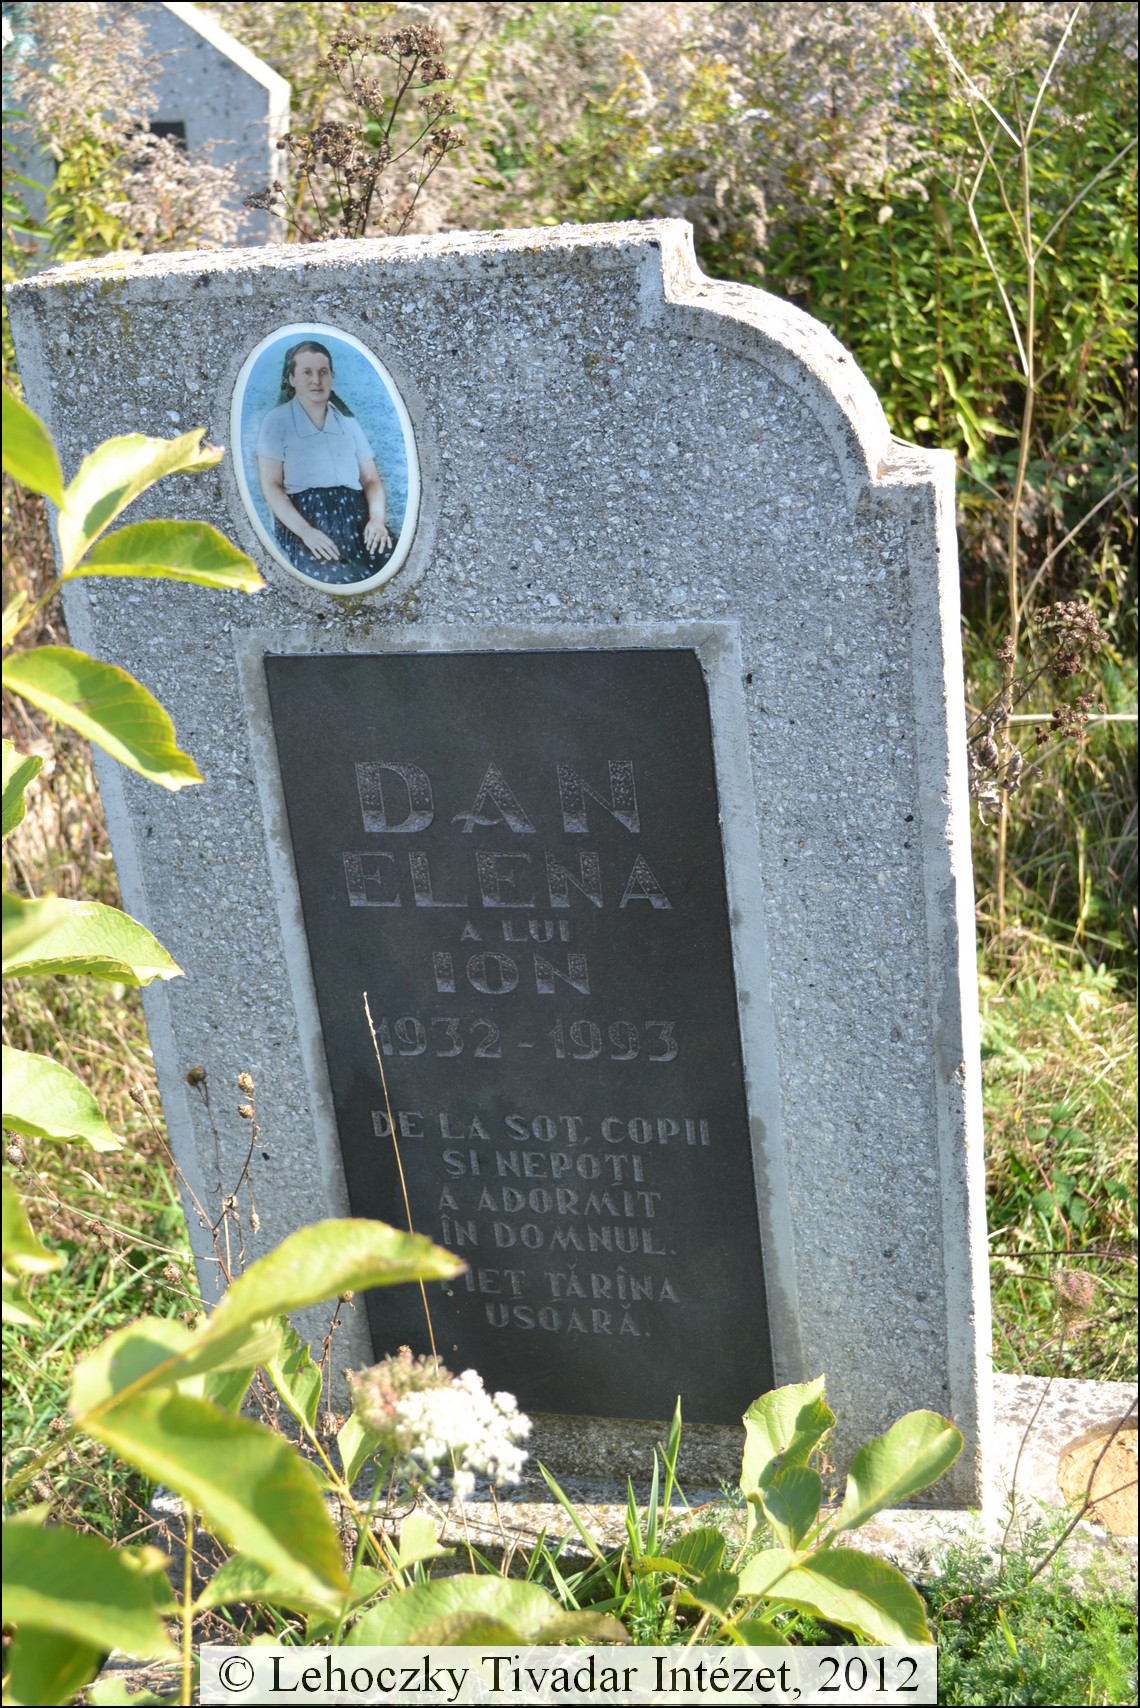 DAN
ELENA
A LUI
ION
1932 - 1993
DE LA SOȚ, COPII
ȘI NEPOȚI
A ADORMIT
ÎN DOMNUL.
TĂRÎNA
USOARĂ.
© Lehoczky Tivadar Intézet, 2012